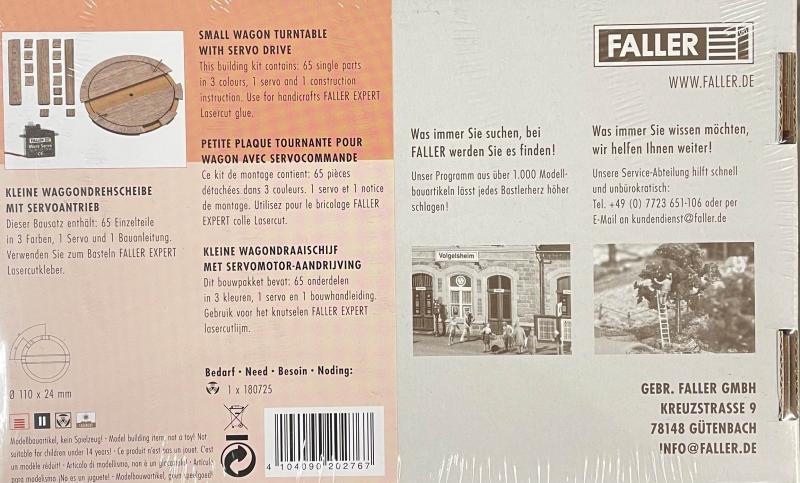 FALLER
Micro Servo
CE
KLEINE WAGGONDREHSCHEIBE
MIT SERVOANTRIEB
Dieser Bausatz enthält: 65 Einzelteile
in 3 Farben, 1 Servo und 1 Bauanleitung.
Verwenden Sie zum Basteln FALLER EXPERT
Lasercutkleber.
Ø 110 x 24 mm
Modellbauartikel, kein Spielzeug! · Model building item, not a toy! Not
suitable for children under 14 years! · Ce produit n'est pas un jouet. C'est
un modèle réduit! · Articolo di modellismo, non è un giocattolo! · Artículo
para modelismo ¡No es un juguete! · Modelbouwartikel, geen speelgoed!
SMALL WAGON TURNTABLE
WITH SERVO DRIVE
This building kit contains: 65 single parts
in 3 colours, 1 servo and 1 construction
instruction. Use for handicrafts FALLER EXPERT
Lasercut glue.
PETITE PLAQUE TOURNANTE POUR
WAGON AVEC SERVOCOMMANDE
Ce kit de montage contient: 65 pièces
détachées dans 3 couleurs. 1 servo et 1 notice
de montage. Utilisez pour le bricolage FALLER
EXPERT colle Lasercut.
KLEINE WAGONDRAAISCHIJF
MET SERVOMOTOR-AANDRIJVING
Dit bouwpakket bevat: 65 onderdelen
in 3 kleuren, 1 servo en 1 bouwhandleiding.
Gebruik voor het knutselen FALLER EXPERT
lasercutlijm.
Bedarf · Need · Besoin · Noding:
1 x 180725
4 104090 202767
FALLER
WWW.FALLER.DE
Was immer Sie suchen, bei
FALLER werden Sie es finden!
Unser Programm aus über 1.000 Modell-
bauartikeln lässt jedes Bastlerherz höher
schlagen!
Volgelsheim
Was immer Sie wissen möchten,
wir helfen Ihnen weiter!
Unsere Service-Abteilung hilft schnell
und unbürokratisch:
Tel. +49 (0) 7723 651-106 oder per
E-Mail an kundendienst@faller.de
GEBR. FALLER GMBH
KREUZSTRASSE 9
78148 GÜTENBACH
INFO@FALLER.DE